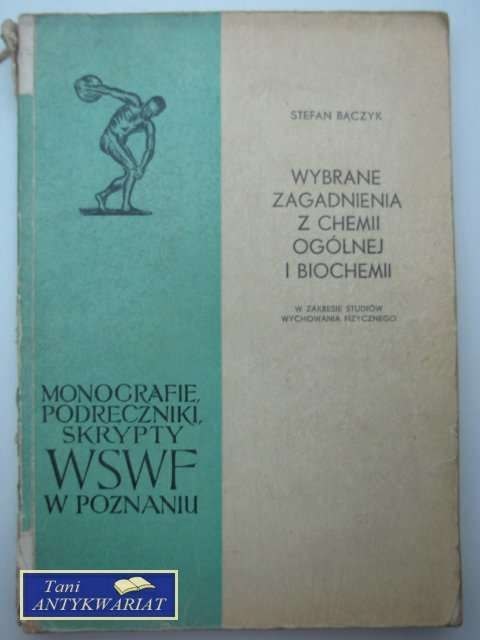 STEFAN BĄCZYK
WYBRANE
ZAGADNIENIA
Z CHEMII
OGÓLNEJ
I BIOCHEMII
W ZAKRESIE STUDIÓW
WYCHOWANIA FIZYCZNEGO
MONOGRAFIE,
PODRĘCZNIKI,
SKRYPTY
WSWF
W POZNANIU
Tani
ANTYKWARIAT